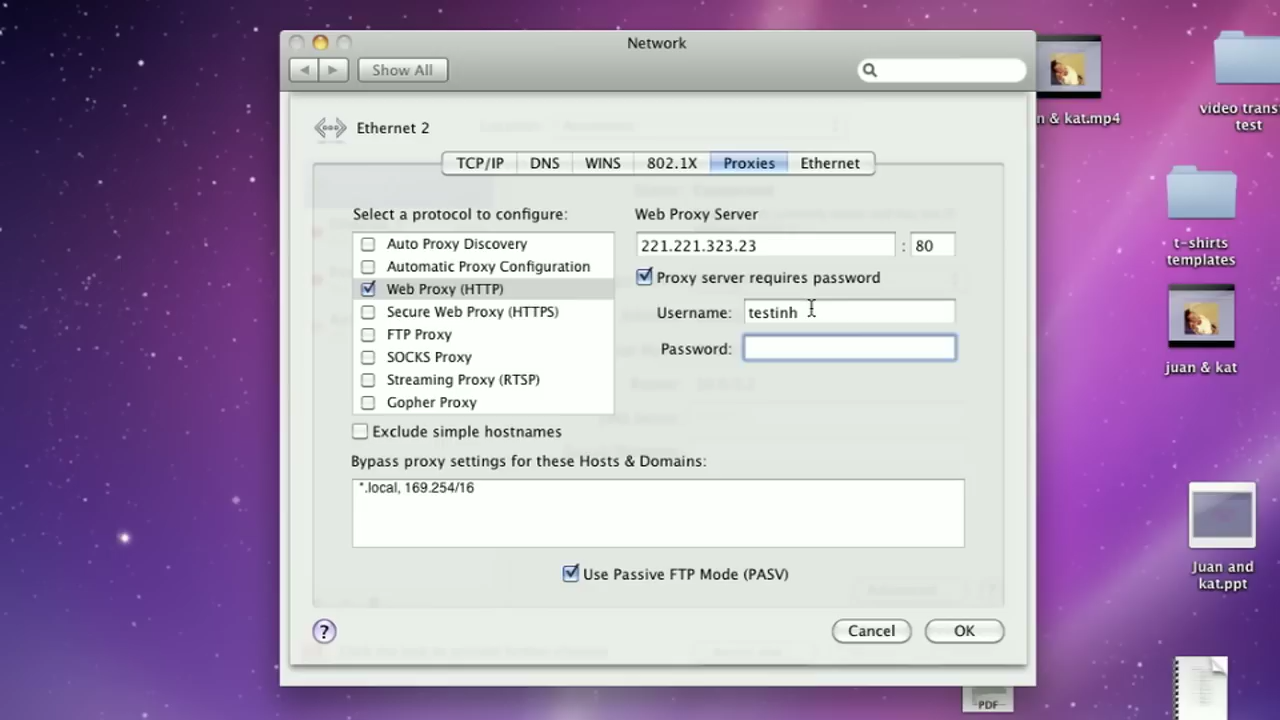 Network
Show All
Ethernet 2
TCP/IP DNS WINS 802.1X Proxies Ethernet
Select a protocol to configure:
Auto Proxy Discovery
Automatic Proxy Configuration
Web Proxy (HTTP)
Secure Web Proxy (HTTPS)
FTP Proxy
SOCKS Proxy
Streaming Proxy (RTSP)
Gopher Proxy
Exclude simple hostnames
Web Proxy Server
221.221.323.23 : 80
Proxy server requires password
Username: testinh
Password:
Bypass proxy settings for these Hosts & Domains:
*.local, 169.254/16
Use Passive FTP Mode (PASV)
?
Cancel OK
n & kat.mp4
video trans
test
t-shirts
templates
juan & kat
Juan and
kat.ppt
PDF